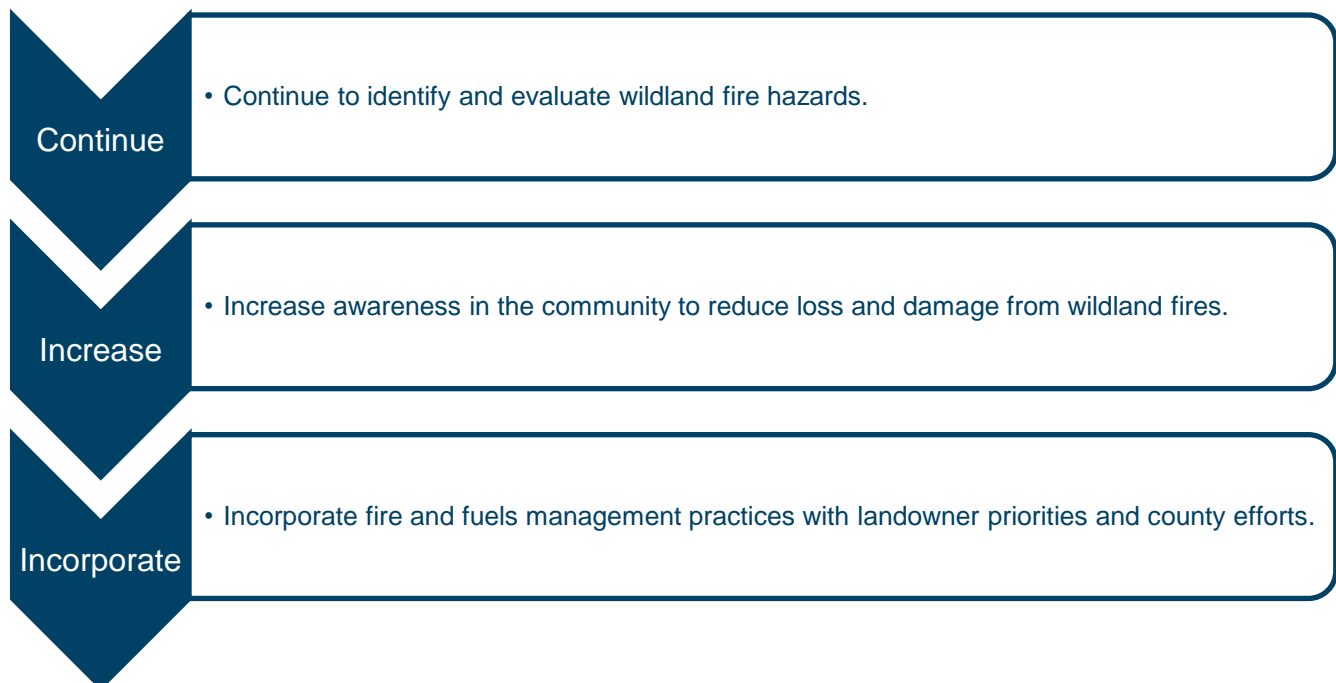 Continue
• Continue to identify and evaluate wildland fire hazards.
Increase
• Increase awareness in the community to reduce loss and damage from wildland fires.
Incorporate
• Incorporate fire and fuels management practices with landowner priorities and county efforts.